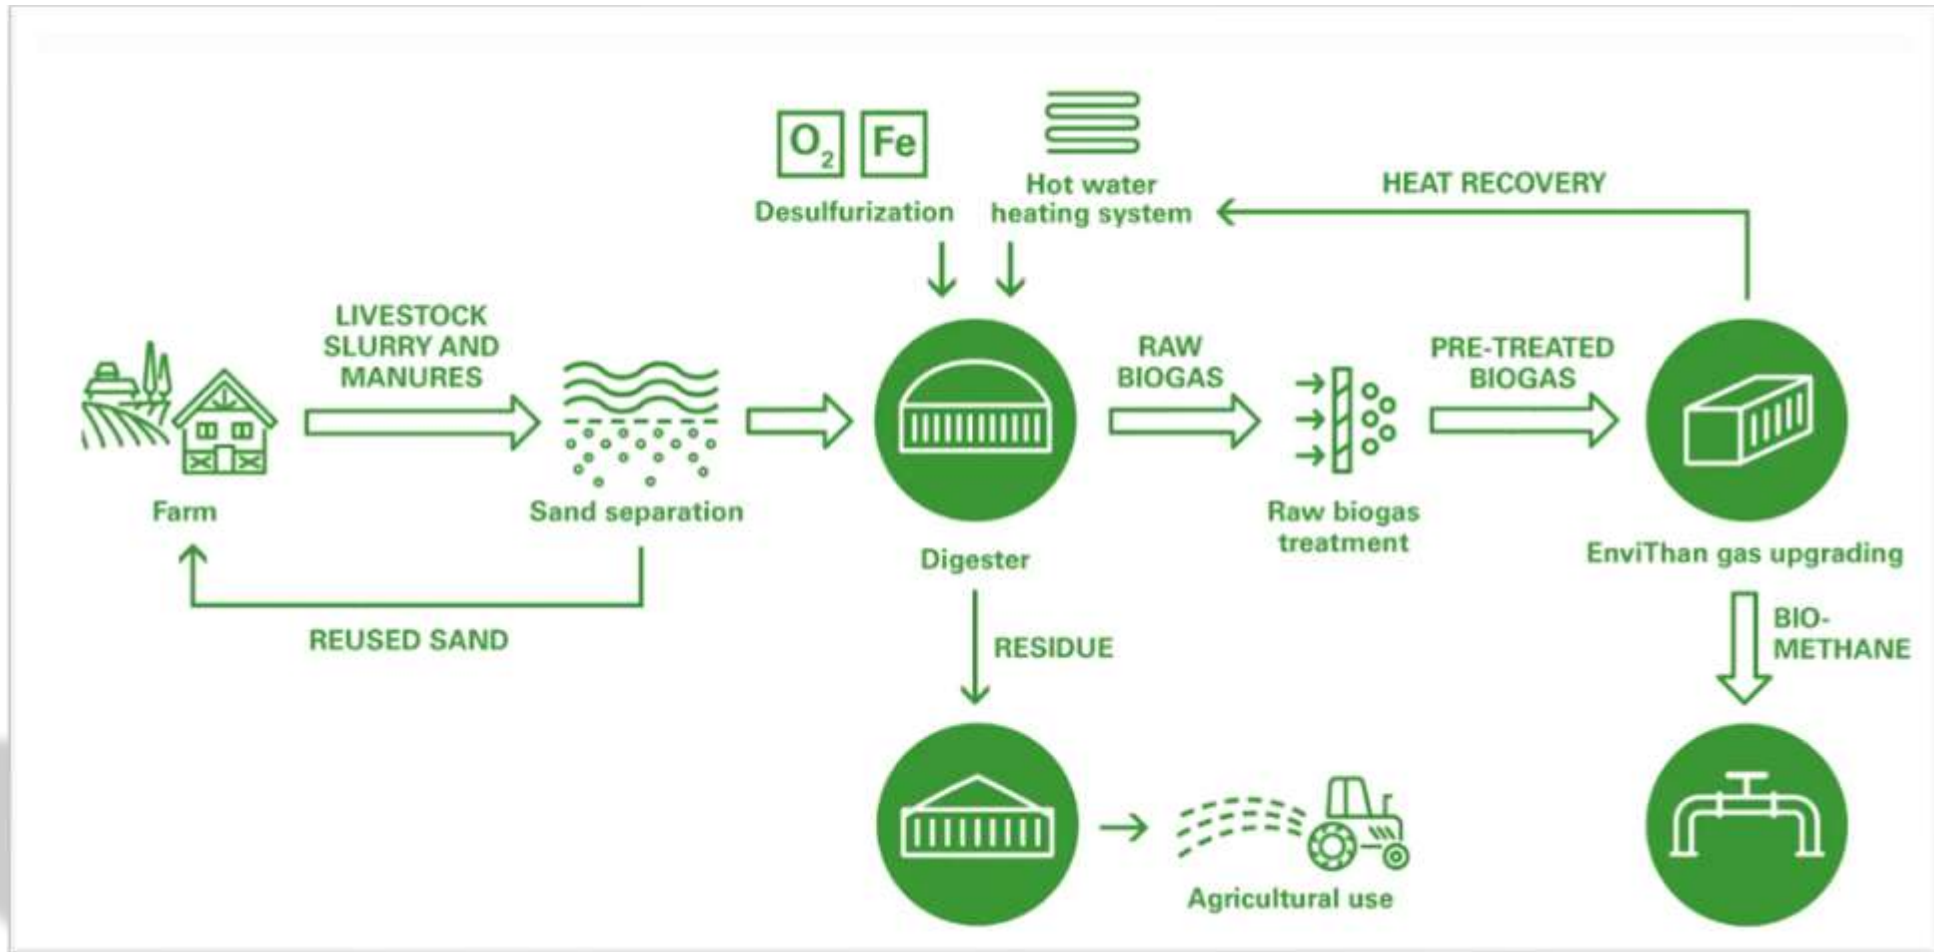 O2 Fe
Desulfurization
Hot water
heating system
HEAT RECOVERY
LIVESTOCK
SLURRY AND
MANURES
RAW
BIOGAS
PRE-TREATED
BIOGAS
Farm
Sand separation
Raw biogas
treatment
Digester
EnviThan gas upgrading
REUSED SAND
RESIDUE
BIO-
METHANE
Agricultural use